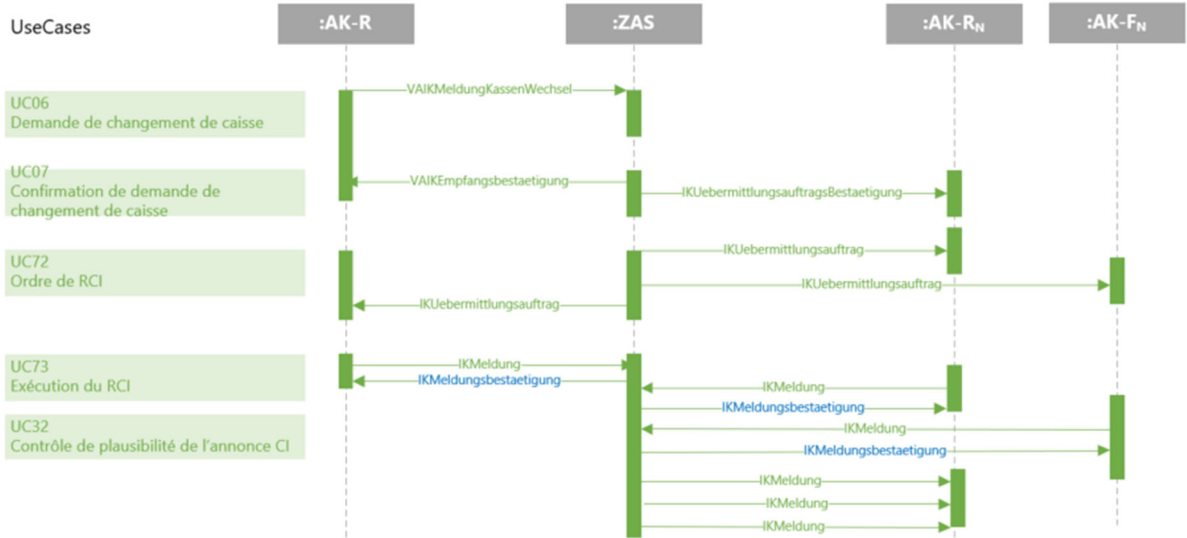 UseCases
:AK-R
:ZAS
:AK-R_N
:AK-F_N
UC06
Demande de changement de caisse
VAIKMeldungKassenWechsel
UC07
Confirmation de demande de
changement de caisse
VAIKEmpfangsbestaetigung
IKUebermittlungsauftragsBestaetigung
UC72
Ordre de RCI
IKUebermittlungsauftrag
IKUebermittlungsauftrag
IKUebermittlungsauftrag
UC73
Exécution du RCI
IKMeldung
IKMeldungsbestaetigung
IKMeldung
IKMeldungsbestaetigung
UC32
Contrôle de plausibilité de l'annonce CI
IKMeldung
IKMeldungsbestaetigung
IKMeldung
IKMeldung
IKMeldung